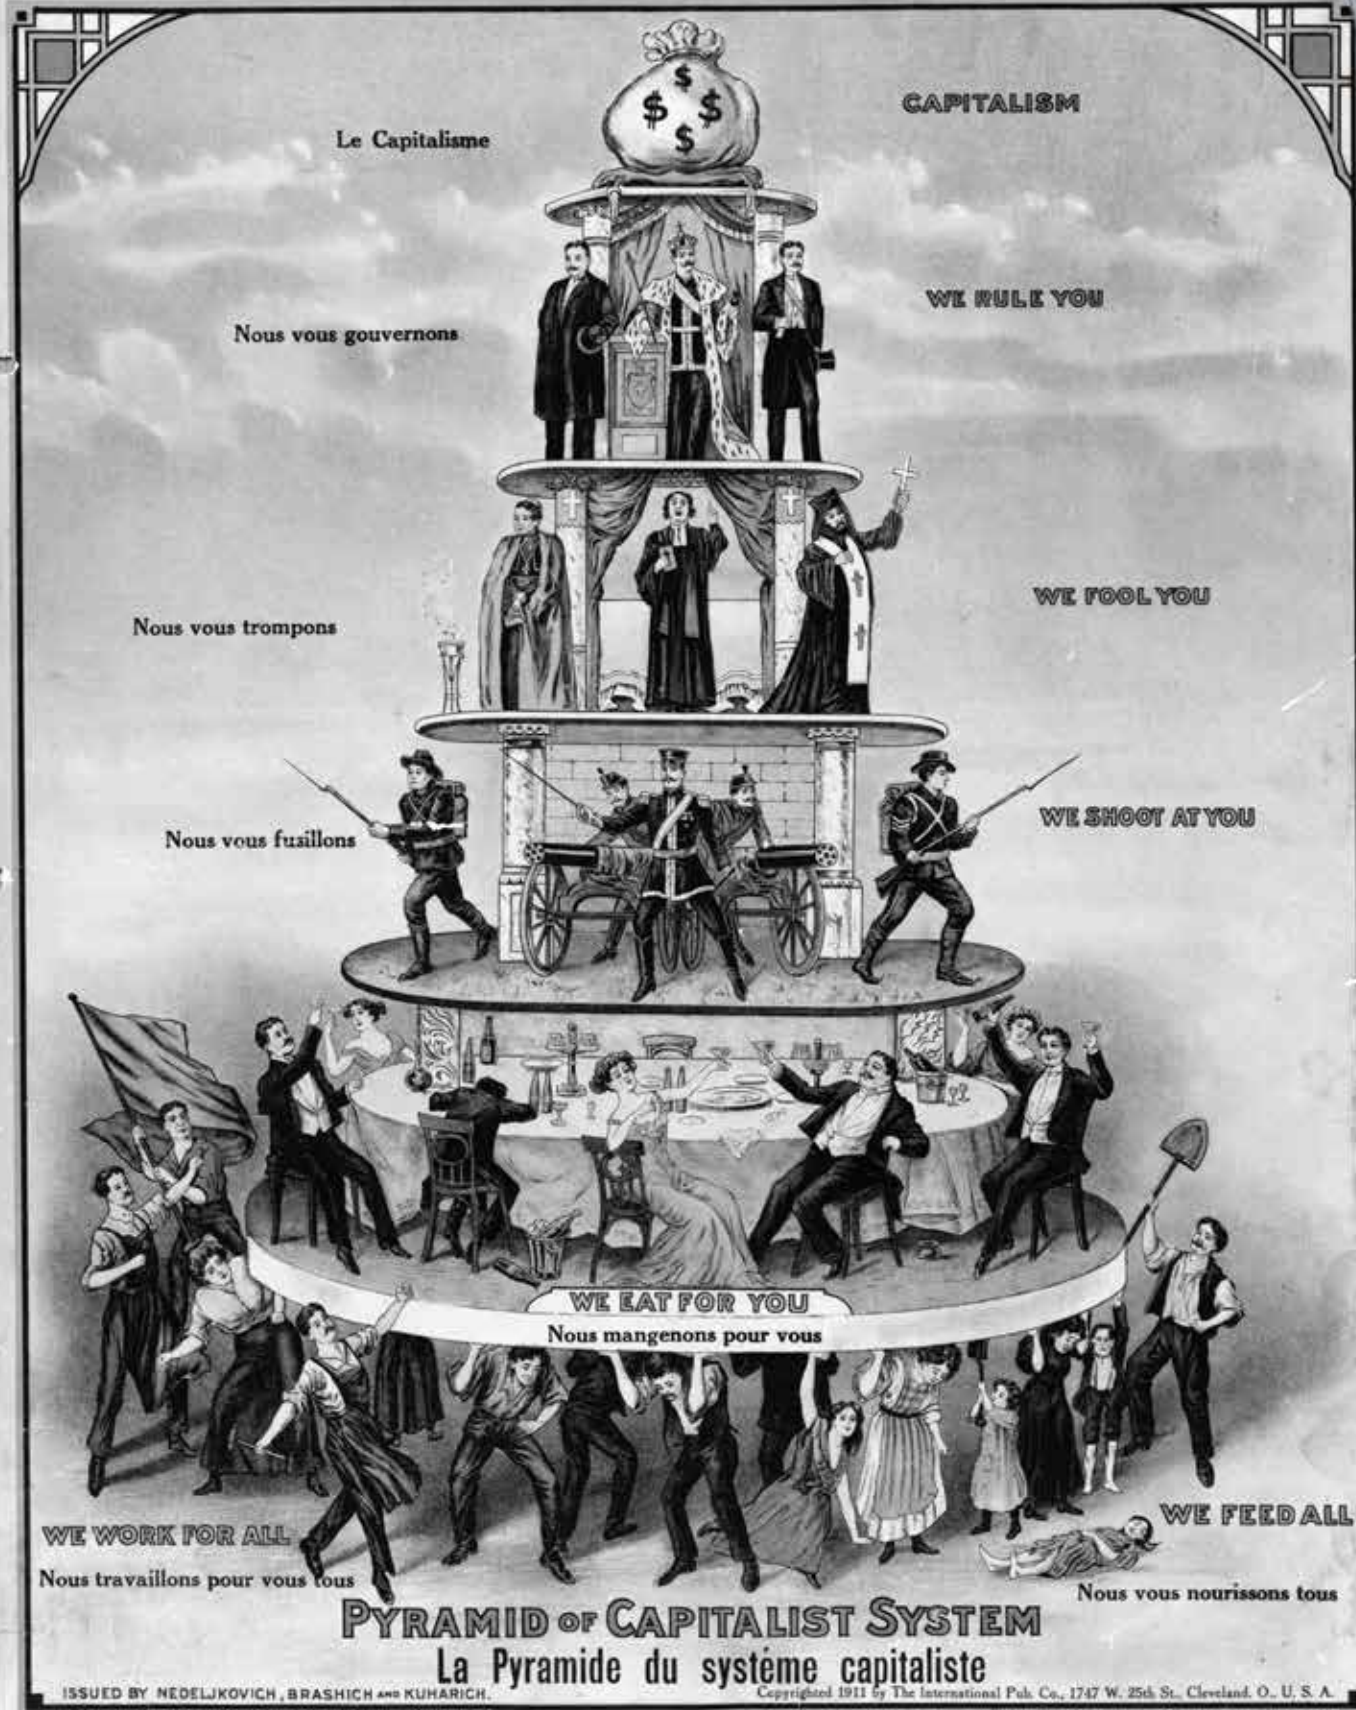 $
$ $
$
CAPITALISM
Le Capitalisme
WE RULE YOU
Nous vous gouvernons
WE FOOL YOU
Nous vous trompons
WE SHOOT AT YOU
Nous vous fusillons
WE EAT FOR YOU
Nous mangenons pour vous
WE WORK FOR ALL
Nous travaillons pour vous tous
WE FEED ALL
Nous vous nourissons tous
PYRAMID OF CAPITALIST SYSTEM
La Pyramide du système capitaliste
ISSUED BY NEDELJKOVICH, BRASHICH AND KUHARICH.
Copyrighted 1911 by The International Pub. Co., 1747 W. 25th St., Cleveland, O., U. S. A.